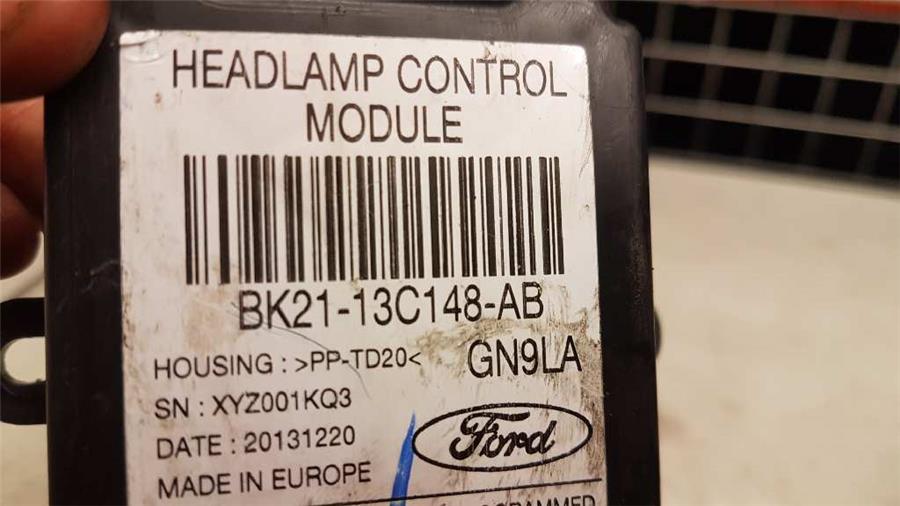 HEADLAMP CONTROL
MODULE
BK21-13C148-AB
HOUSING : >PP-TD20< GN9LA
SN : XYZ001KQ3
DATE : 20131220
Ford
MADE IN EUROPE